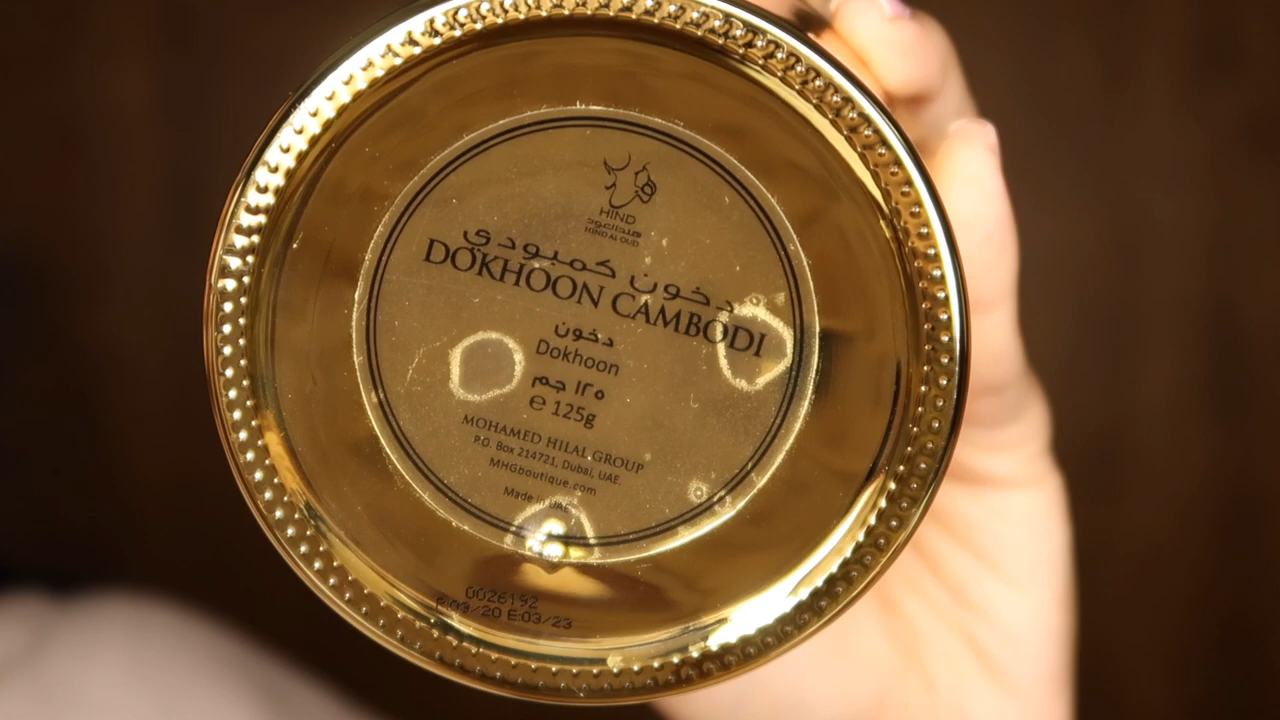 HIND
هند العود
HIND AL OUD
دخون كمبودي
DOKHOON CAMBODI
دخون
Dokhoon
١٢٥ جم
℮ 125g
MOHAMED HILAL GROUP
P.O. Box 214721, Dubai, UAE.
MHGboutique.com
Made in UAE
0026192
P:03/20 E:03/23